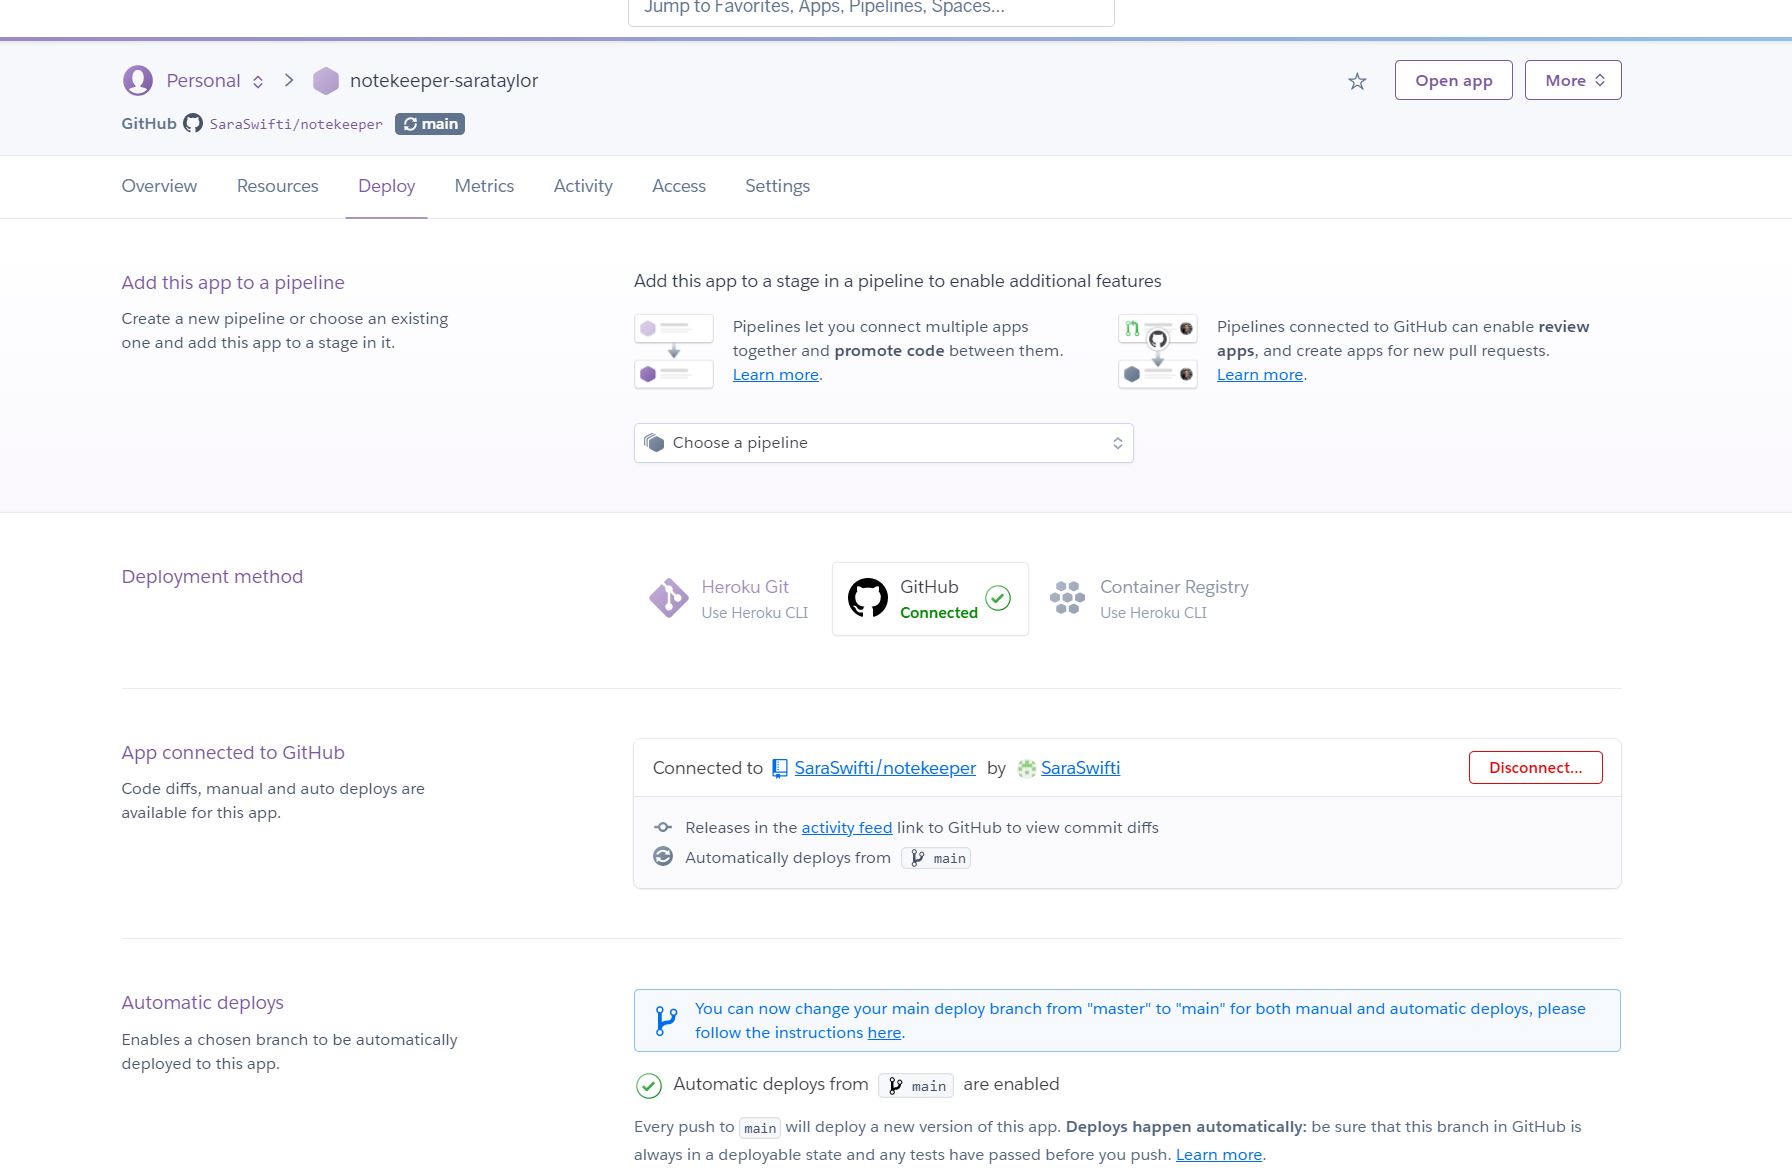 Jump to Favorites, Apps, Pipelines, Spaces...
Personal > notekeeper-sarataylor
Open app
More
GitHub SaraSwifti/notekeeper main
Overview Resources Deploy Metrics Activity Access Settings
Add this app to a pipeline
Create a new pipeline or choose an existing
one and add this app to a stage in it.
Add this app to a stage in a pipeline to enable additional features
Pipelines let you connect multiple apps
together and promote code between them.
Learn more.
Pipelines connected to GitHub can enable review
apps, and create apps for new pull requests.
Learn more.
Choose a pipeline
Deployment method
Heroku Git
Use Heroku CLI
GitHub
Connected
Container Registry
Use Heroku CLI
App connected to GitHub
Code diffs, manual and auto deploys are
available for this app.
Connected to SaraSwifti/notekeeper by SaraSwifti
Disconnect...
Releases in the activity feed link to GitHub to view commit diffs
Automatically deploys from main
Automatic deploys
Enables a chosen branch to be automatically
deployed to this app.
You can now change your main deploy branch from "master" to "main" for both manual and automatic deploys, please
follow the instructions here.
Automatic deploys from main are enabled
Every push to main will deploy a new version of this app. Deploys happen automatically: be sure that this branch in GitHub is
always in a deployable state and any tests have passed before you push. Learn more.